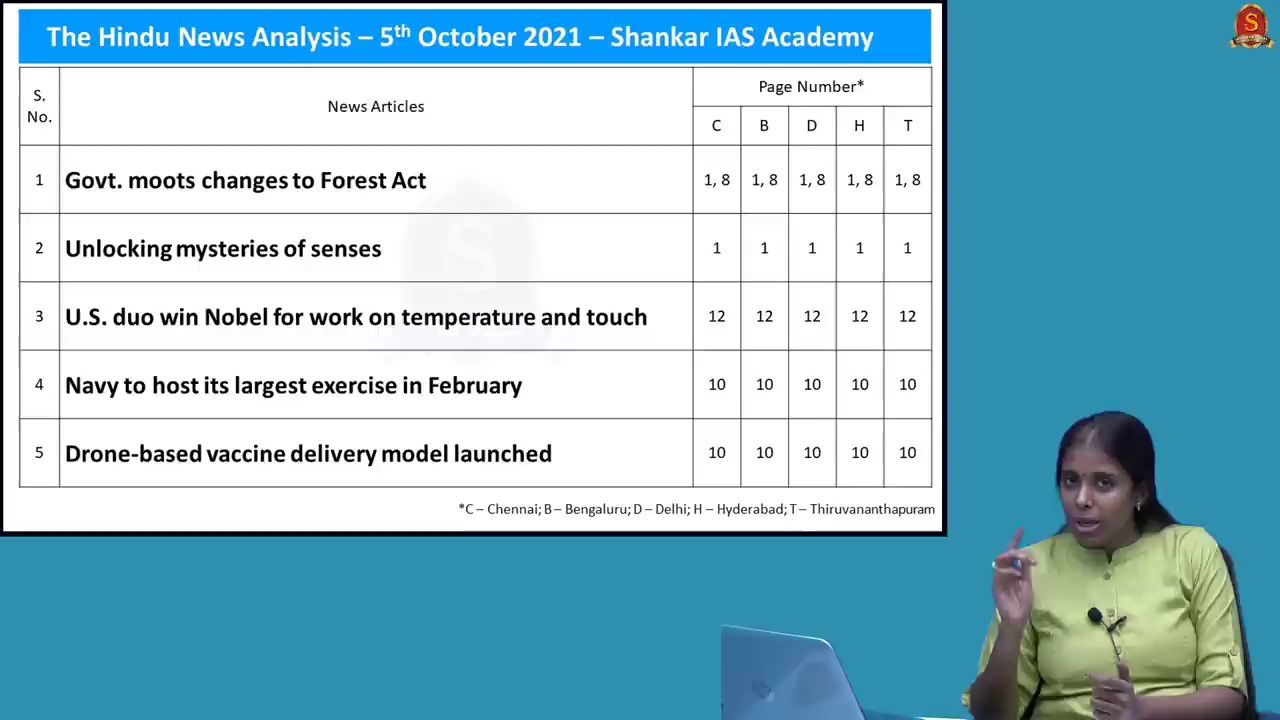 The Hindu News Analysis – 5th October 2021 – Shankar IAS Academy
S. No. News Articles Page Number*
C B D H T
1 Govt. moots changes to Forest Act 1, 8 1, 8 1, 8 1, 8 1, 8
2 Unlocking mysteries of senses 1 1 1 1 1
3 U.S. duo win Nobel for work on temperature and touch 12 12 12 12 12
4 Navy to host its largest exercise in February 10 10 10 10 10
5 Drone-based vaccine delivery model launched 10 10 10 10 10
*C – Chennai; B – Bengaluru; D – Delhi; H – Hyderabad; T – Thiruvananthapuram
S